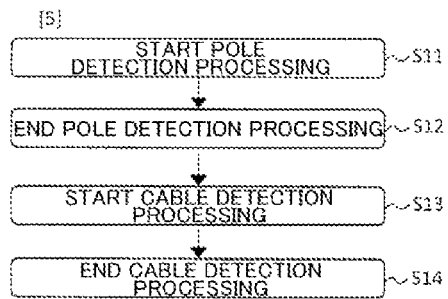 [5]
START POLE
DETECTION PROCESSING
S11
END POLE DETECTION PROCESSING
S12
START CABLE DETECTION
PROCESSING
S13
END CABLE DETECTION
PROCESSING
S14